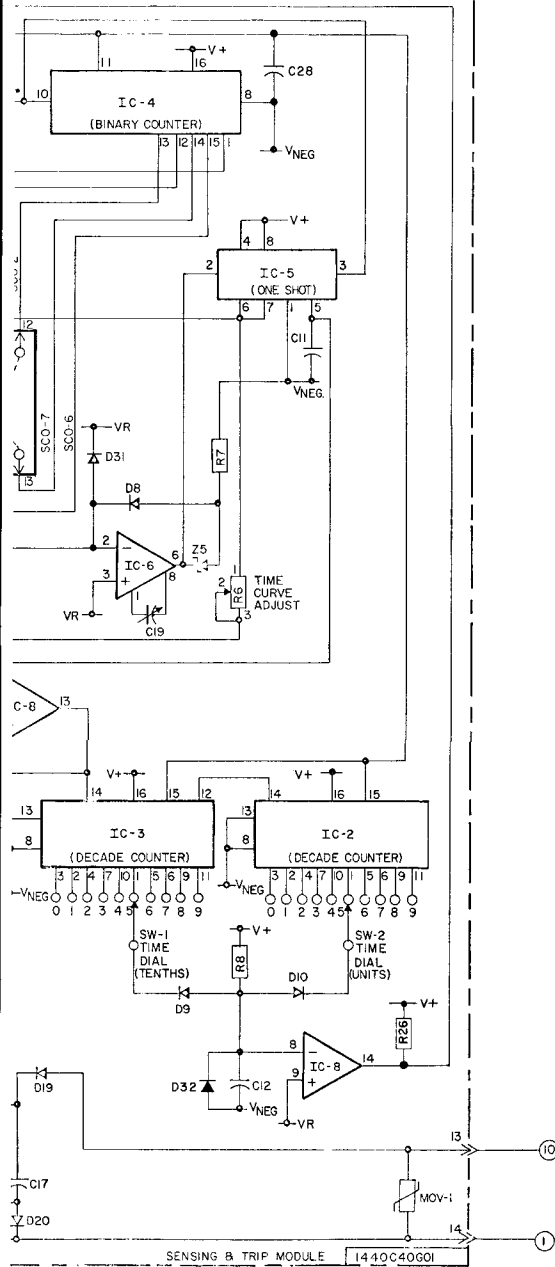 11 16 V+
C28
10 IC-4 8
(BINARY COUNTER)
13 12 14 15 1
VNEG
V+
4 8
2 IC-5 3
(ONE SHOT)
6 7 1 5
12
C11
VNEG.
SCO-7
SCO-6
VR
R7
D31
D8
13
2 − IC-6 6 Z5
3 + 8
1
VR
C19
2 R6 1
3
TIME
CURVE
ADJUST
C-8 13
V+ V+
14 16 15 12 14 16 15
13 IC-3 13 IC-2
8 8
(DECADE COUNTER) (DECADE COUNTER)
3 2 4 7 10 1 5 6 9 11 3 2 4 7 10 1 5 6 9 11
VNEG VNEG
0 1 2 3 4 5 6 7 8 9 0 1 2 3 4 5 6 7 8 9
SW-1
TIME
DIAL
(TENTHS)
V+
R8
SW-2
TIME
DIAL
(UNITS)
D9
D10
V+
R26
8 − IC-8 14
9 +
D32
C12
VNEG
VR
D19
13 10
C17
MOV-1
D20
14 1
SENSING & TRIP MODULE 1440C40G01